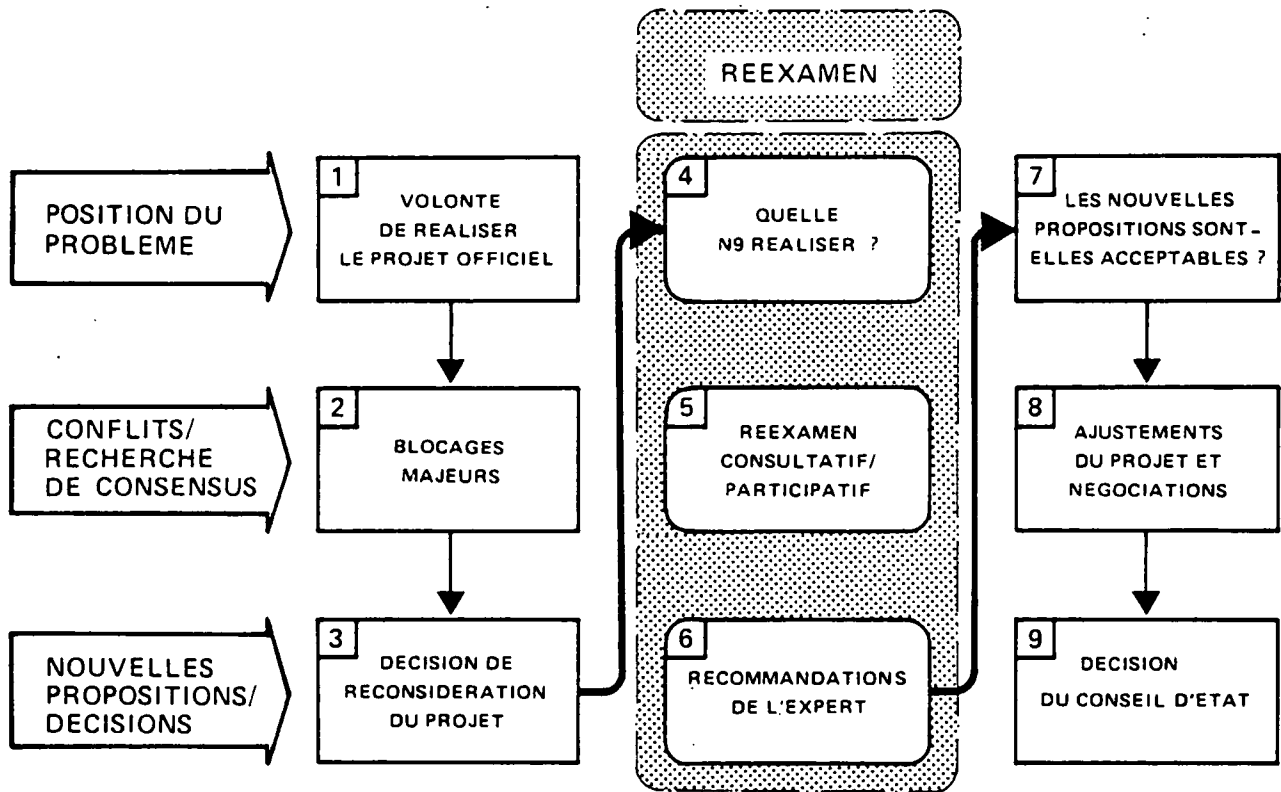 REEXAMEN
POSITION DU
PROBLEME
1
VOLONTE
DE REALISER
LE PROJET OFFICIEL
4
QUELLE
N9 REALISER ?
7
LES NOUVELLES
PROPOSITIONS SONT-
ELLES ACCEPTABLES ?
CONFLITS/
RECHERCHE
DE CONSENSUS
2
BLOCAGES
MAJEURS
5
REEXAMEN
CONSULTATIF/
PARTICIPATIF
8
AJUSTEMENTS
DU PROJET ET
NEGOCIATIONS
NOUVELLES
PROPOSITIONS/
DECISIONS
3
DECISION DE
RECONSIDERATION
DU PROJET
6
RECOMMANDATIONS
DE L'EXPERT
9
DECISION
DU CONSEIL D'ETAT